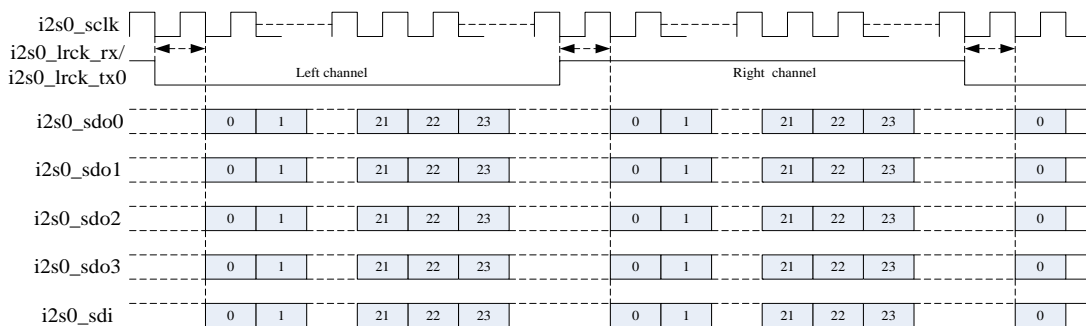 i2s0_sclk
i2s0_lrck_rx/
i2s0_lrck_tx0 Left channel Right channel
i2s0_sdo0 0 1 21 22 23 0 1 21 22 23 0
i2s0_sdo1 0 1 21 22 23 0 1 21 22 23 0
i2s0_sdo2 0 1 21 22 23 0 1 21 22 23 0
i2s0_sdo3 0 1 21 22 23 0 1 21 22 23 0
i2s0_sdi 0 1 21 22 23 0 1 21 22 23 0